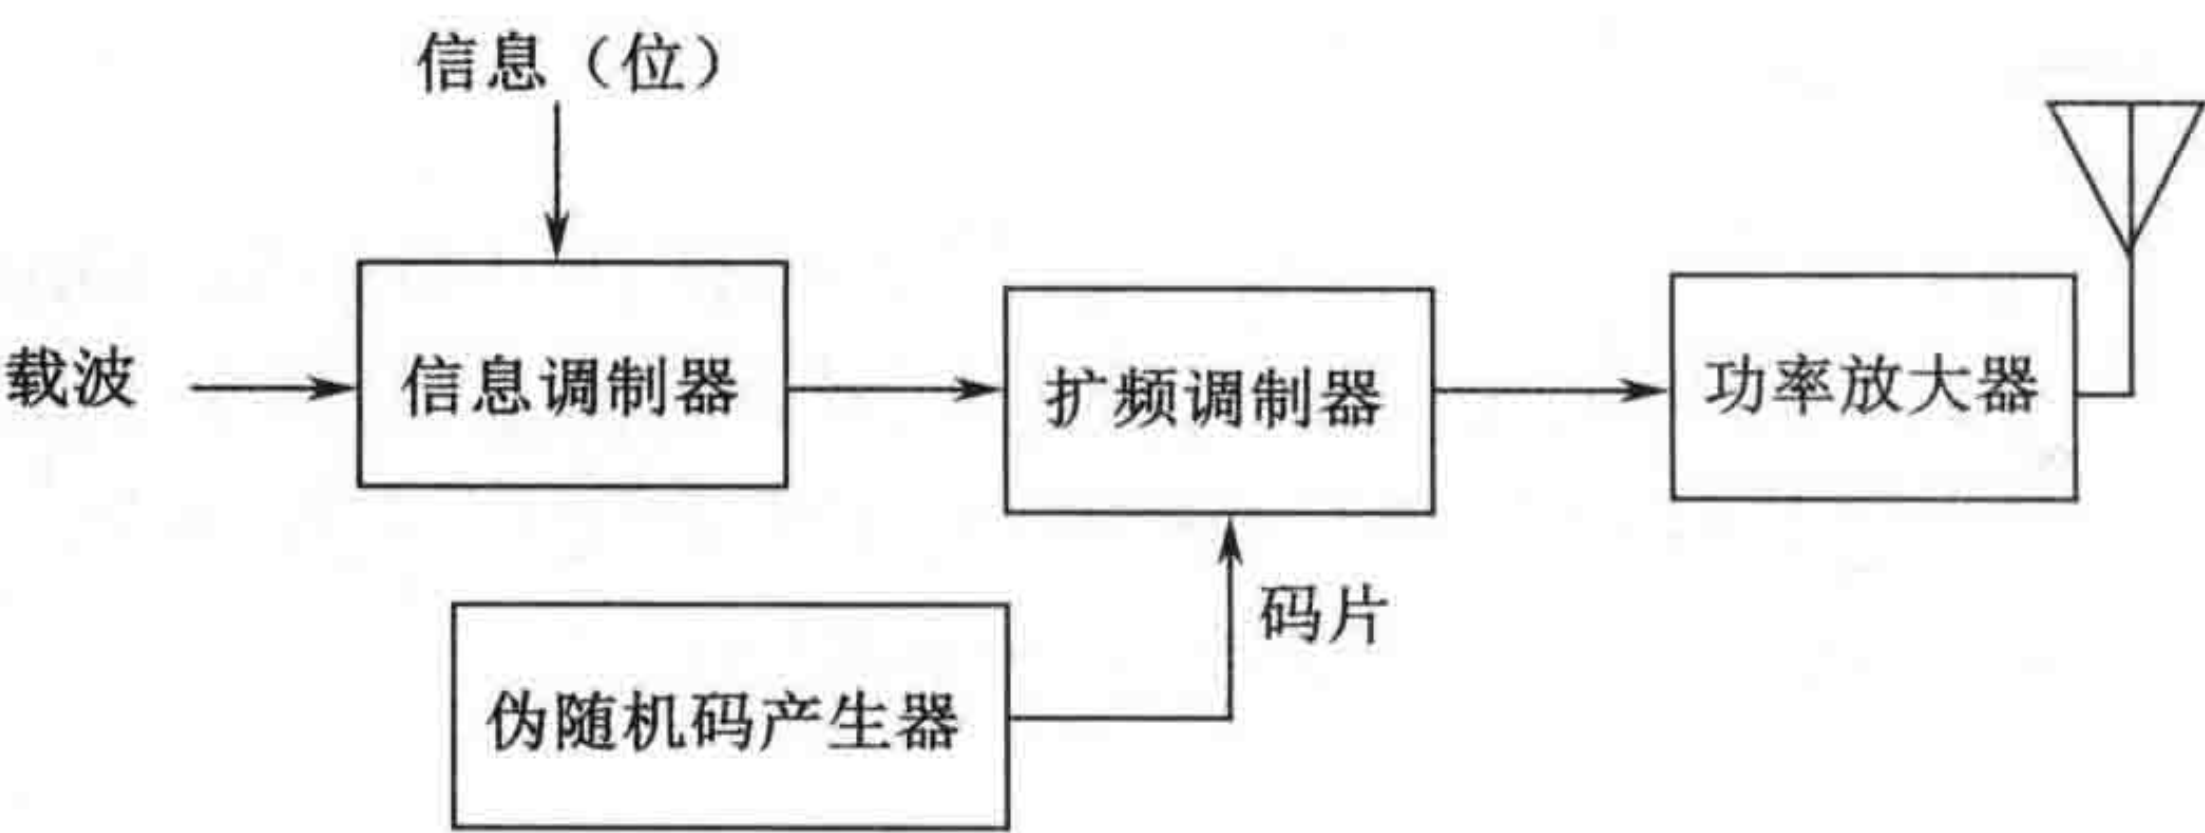 信息（位）
载波
信息调制器
扩频调制器
功率放大器
码片
伪随机码产生器